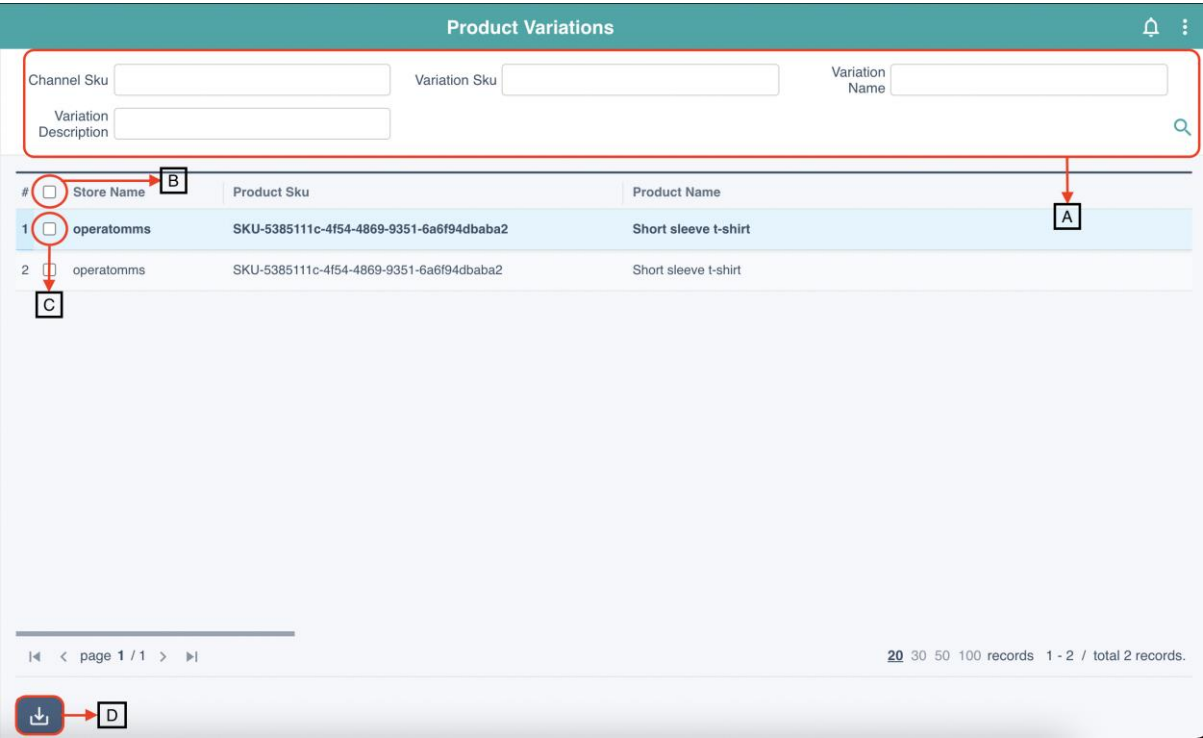 Product Variations
Channel Sku
Variation Sku
Variation
Name
Variation
Description
B
# Store Name Product Sku Product Name
A
1 operatomms SKU-5385111c-4f54-4869-9351-6a6f94dbaba2 Short sleeve t-shirt
2 operatomms SKU-5385111c-4f54-4869-9351-6a6f94dbaba2 Short sleeve t-shirt
C
page 1 / 1 20 30 50 100 records 1 - 2 / total 2 records.
D